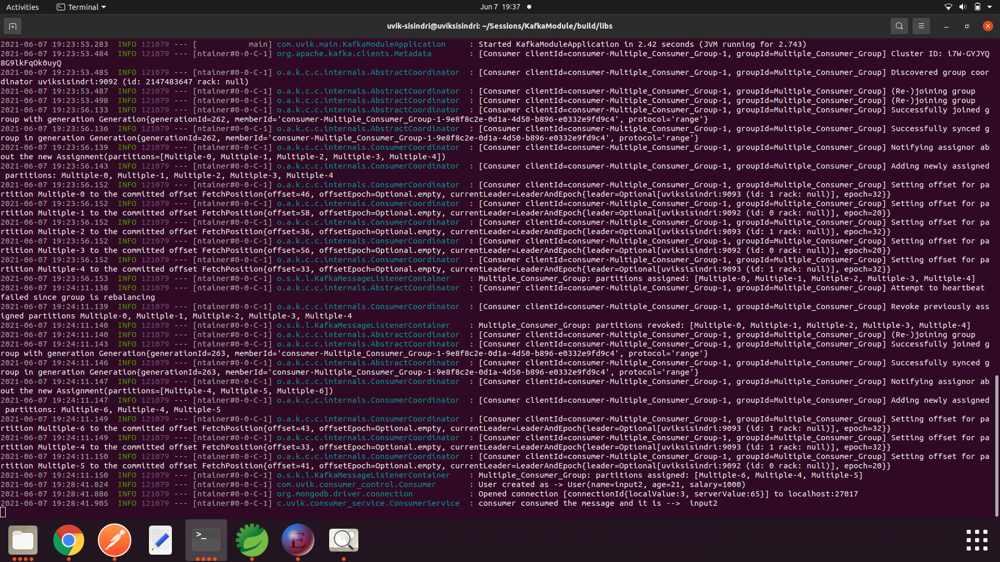 Activities Terminal Jun 7 19:37
uvik-sisindri@uviksisindri: ~/Sessions/KafkaModule/build/libs
2021-06-07 19:23:53.283  INFO 121079 --- [           main] com.uvik.main.KafkaModuleApplication     : Started KafkaModuleApplication in 2.42 seconds (JVM running for 2.743)
2021-06-07 19:23:53.484  INFO 121079 --- [ntainer#0-0-C-1] org.apache.kafka.clients.Metadata        : [Consumer clientId=consumer-Multiple_Consumer_Group-1, groupId=Multiple_Consumer_Group] Cluster ID: i7W-GYJYQ
8G9lkFqOk0uyQ
2021-06-07 19:23:53.485  INFO 121079 --- [ntainer#0-0-C-1] o.a.k.c.c.internals.AbstractCoordinator  : [Consumer clientId=consumer-Multiple_Consumer_Group-1, groupId=Multiple_Consumer_Group] Discovered group coor
dinator uviksisindri:9092 (id: 2147483647 rack: null)
2021-06-07 19:23:53.487  INFO 121079 --- [ntainer#0-0-C-1] o.a.k.c.c.internals.AbstractCoordinator  : [Consumer clientId=consumer-Multiple_Consumer_Group-1, groupId=Multiple_Consumer_Group] (Re-)joining group
2021-06-07 19:23:53.498  INFO 121079 --- [ntainer#0-0-C-1] o.a.k.c.c.internals.AbstractCoordinator  : [Consumer clientId=consumer-Multiple_Consumer_Group-1, groupId=Multiple_Consumer_Group] (Re-)joining group
2021-06-07 19:23:56.133  INFO 121079 --- [ntainer#0-0-C-1] o.a.k.c.c.internals.AbstractCoordinator  : [Consumer clientId=consumer-Multiple_Consumer_Group-1, groupId=Multiple_Consumer_Group] Successfully joined g
roup with generation Generation{generationId=262, memberId='consumer-Multiple_Consumer_Group-1-9e8f8c2e-0d1a-4d50-b896-e0332e9fd9c4', protocol='range'}
2021-06-07 19:23:56.136  INFO 121079 --- [ntainer#0-0-C-1] o.a.k.c.c.internals.AbstractCoordinator  : [Consumer clientId=consumer-Multiple_Consumer_Group-1, groupId=Multiple_Consumer_Group] Successfully synced g
roup in generation Generation{generationId=262, memberId='consumer-Multiple_Consumer_Group-1-9e8f8c2e-0d1a-4d50-b896-e0332e9fd9c4', protocol='range'}
2021-06-07 19:23:56.139  INFO 121079 --- [ntainer#0-0-C-1] o.a.k.c.c.internals.ConsumerCoordinator  : [Consumer clientId=consumer-Multiple_Consumer_Group-1, groupId=Multiple_Consumer_Group] Notifying assignor ab
out the new Assignment(partitions=[Multiple-0, Multiple-1, Multiple-2, Multiple-3, Multiple-4])
2021-06-07 19:23:56.143  INFO 121079 --- [ntainer#0-0-C-1] o.a.k.c.c.internals.ConsumerCoordinator  : [Consumer clientId=consumer-Multiple_Consumer_Group-1, groupId=Multiple_Consumer_Group] Adding newly assigned
 partitions: Multiple-0, Multiple-1, Multiple-2, Multiple-3, Multiple-4
2021-06-07 19:23:56.152  INFO 121079 --- [ntainer#0-0-C-1] o.a.k.c.c.internals.ConsumerCoordinator  : [Consumer clientId=consumer-Multiple_Consumer_Group-1, groupId=Multiple_Consumer_Group] Setting offset for pa
rtition Multiple-0 to the committed offset FetchPosition{offset=46, offsetEpoch=Optional.empty, currentLeader=LeaderAndEpoch{leader=Optional[uviksisindri:9093 (id: 1 rack: null)], epoch=32}}
2021-06-07 19:23:56.152  INFO 121079 --- [ntainer#0-0-C-1] o.a.k.c.c.internals.ConsumerCoordinator  : [Consumer clientId=consumer-Multiple_Consumer_Group-1, groupId=Multiple_Consumer_Group] Setting offset for pa
rtition Multiple-1 to the committed offset FetchPosition{offset=58, offsetEpoch=Optional.empty, currentLeader=LeaderAndEpoch{leader=Optional[uviksisindri:9092 (id: 0 rack: null)], epoch=20}}
2021-06-07 19:23:56.152  INFO 121079 --- [ntainer#0-0-C-1] o.a.k.c.c.internals.ConsumerCoordinator  : [Consumer clientId=consumer-Multiple_Consumer_Group-1, groupId=Multiple_Consumer_Group] Setting offset for pa
rtition Multiple-2 to the committed offset FetchPosition{offset=36, offsetEpoch=Optional.empty, currentLeader=LeaderAndEpoch{leader=Optional[uviksisindri:9093 (id: 1 rack: null)], epoch=32}}
2021-06-07 19:23:56.152  INFO 121079 --- [ntainer#0-0-C-1] o.a.k.c.c.internals.ConsumerCoordinator  : [Consumer clientId=consumer-Multiple_Consumer_Group-1, groupId=Multiple_Consumer_Group] Setting offset for pa
rtition Multiple-3 to the committed offset FetchPosition{offset=56, offsetEpoch=Optional.empty, currentLeader=LeaderAndEpoch{leader=Optional[uviksisindri:9092 (id: 0 rack: null)], epoch=20}}
2021-06-07 19:23:56.152  INFO 121079 --- [ntainer#0-0-C-1] o.a.k.c.c.internals.ConsumerCoordinator  : [Consumer clientId=consumer-Multiple_Consumer_Group-1, groupId=Multiple_Consumer_Group] Setting offset for pa
rtition Multiple-4 to the committed offset FetchPosition{offset=33, offsetEpoch=Optional.empty, currentLeader=LeaderAndEpoch{leader=Optional[uviksisindri:9093 (id: 1 rack: null)], epoch=32}}
2021-06-07 19:23:56.153  INFO 121079 --- [ntainer#0-0-C-1] o.s.k.l.KafkaMessageListenerContainer    : Multiple_Consumer_Group: partitions assigned: [Multiple-0, Multiple-1, Multiple-2, Multiple-3, Multiple-4]
2021-06-07 19:24:11.138  INFO 121079 --- [ntainer#0-0-C-1] o.a.k.c.c.internals.AbstractCoordinator  : [Consumer clientId=consumer-Multiple_Consumer_Group-1, groupId=Multiple_Consumer_Group] Attempt to heartbeat
failed since group is rebalancing
2021-06-07 19:24:11.139  INFO 121079 --- [ntainer#0-0-C-1] o.a.k.c.c.internals.ConsumerCoordinator  : [Consumer clientId=consumer-Multiple_Consumer_Group-1, groupId=Multiple_Consumer_Group] Revoke previously ass
igned partitions Multiple-0, Multiple-1, Multiple-2, Multiple-3, Multiple-4
2021-06-07 19:24:11.140  INFO 121079 --- [ntainer#0-0-C-1] o.s.k.l.KafkaMessageListenerContainer    : Multiple_Consumer_Group: partitions revoked: [Multiple-0, Multiple-1, Multiple-2, Multiple-3, Multiple-4]
2021-06-07 19:24:11.140  INFO 121079 --- [ntainer#0-0-C-1] o.a.k.c.c.internals.AbstractCoordinator  : [Consumer clientId=consumer-Multiple_Consumer_Group-1, groupId=Multiple_Consumer_Group] (Re-)joining group
2021-06-07 19:24:11.143  INFO 121079 --- [ntainer#0-0-C-1] o.a.k.c.c.internals.AbstractCoordinator  : [Consumer clientId=consumer-Multiple_Consumer_Group-1, groupId=Multiple_Consumer_Group] Successfully joined g
roup with generation Generation{generationId=263, memberId='consumer-Multiple_Consumer_Group-1-9e8f8c2e-0d1a-4d50-b896-e0332e9fd9c4', protocol='range'}
2021-06-07 19:24:11.146  INFO 121079 --- [ntainer#0-0-C-1] o.a.k.c.c.internals.AbstractCoordinator  : [Consumer clientId=consumer-Multiple_Consumer_Group-1, groupId=Multiple_Consumer_Group] Successfully synced g
roup in generation Generation{generationId=263, memberId='consumer-Multiple_Consumer_Group-1-9e8f8c2e-0d1a-4d50-b896-e0332e9fd9c4', protocol='range'}
2021-06-07 19:24:11.147  INFO 121079 --- [ntainer#0-0-C-1] o.a.k.c.c.internals.ConsumerCoordinator  : [Consumer clientId=consumer-Multiple_Consumer_Group-1, groupId=Multiple_Consumer_Group] Notifying assignor ab
out the new Assignment(partitions=[Multiple-4, Multiple-5, Multiple-6])
2021-06-07 19:24:11.147  INFO 121079 --- [ntainer#0-0-C-1] o.a.k.c.c.internals.ConsumerCoordinator  : [Consumer clientId=consumer-Multiple_Consumer_Group-1, groupId=Multiple_Consumer_Group] Adding newly assigned
 partitions: Multiple-6, Multiple-4, Multiple-5
2021-06-07 19:24:11.149  INFO 121079 --- [ntainer#0-0-C-1] o.a.k.c.c.internals.ConsumerCoordinator  : [Consumer clientId=consumer-Multiple_Consumer_Group-1, groupId=Multiple_Consumer_Group] Setting offset for pa
rtition Multiple-6 to the committed offset FetchPosition{offset=43, offsetEpoch=Optional.empty, currentLeader=LeaderAndEpoch{leader=Optional[uviksisindri:9093 (id: 1 rack: null)], epoch=32}}
2021-06-07 19:24:11.149  INFO 121079 --- [ntainer#0-0-C-1] o.a.k.c.c.internals.ConsumerCoordinator  : [Consumer clientId=consumer-Multiple_Consumer_Group-1, groupId=Multiple_Consumer_Group] Setting offset for pa
rtition Multiple-4 to the committed offset FetchPosition{offset=33, offsetEpoch=Optional.empty, currentLeader=LeaderAndEpoch{leader=Optional[uviksisindri:9093 (id: 1 rack: null)], epoch=32}}
2021-06-07 19:24:11.150  INFO 121079 --- [ntainer#0-0-C-1] o.a.k.c.c.internals.ConsumerCoordinator  : [Consumer clientId=consumer-Multiple_Consumer_Group-1, groupId=Multiple_Consumer_Group] Setting offset for pa
rtition Multiple-5 to the committed offset FetchPosition{offset=41, offsetEpoch=Optional.empty, currentLeader=LeaderAndEpoch{leader=Optional[uviksisindri:9092 (id: 0 rack: null)], epoch=20}}
2021-06-07 19:24:11.150  INFO 121079 --- [ntainer#0-0-C-1] o.s.k.l.KafkaMessageListenerContainer    : Multiple_Consumer_Group: partitions assigned: [Multiple-6, Multiple-4, Multiple-5]
2021-06-07 19:28:41.824  INFO 121079 --- [ntainer#0-0-C-1] com.uvik.consumer_control.Consumer       : User created as -> User(name=input2, age=21, salary=1000)
2021-06-07 19:28:41.886  INFO 121079 --- [ntainer#0-0-C-1] org.mongodb.driver.connection            : Opened connection [connectionId{localValue:3, serverValue:65}] to localhost:27017
2021-06-07 19:28:41.905  INFO 121079 --- [ntainer#0-0-C-1] c.uvik.consumer_service.ConsumerService  : consumer consumed the message and it is -->  input2